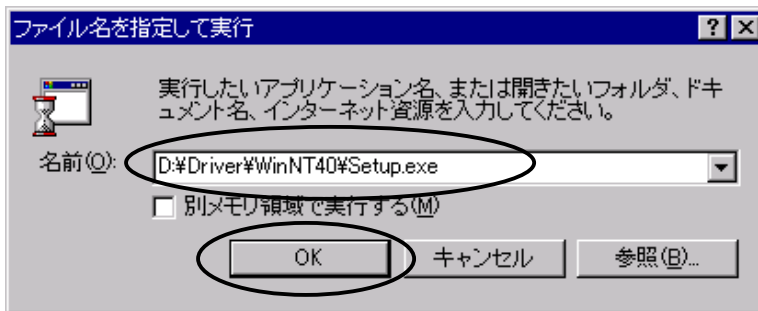 ファイル名を指定して実行
実行したいアプリケーション名、または開きたいフォルダ、ドキ
ュメント名、インターネット資源を入力してください。
名前(O): D:¥Driver¥WinNT40¥Setup.exe
別メモリ領域で実行する(M)
OK キャンセル 参照(B)...